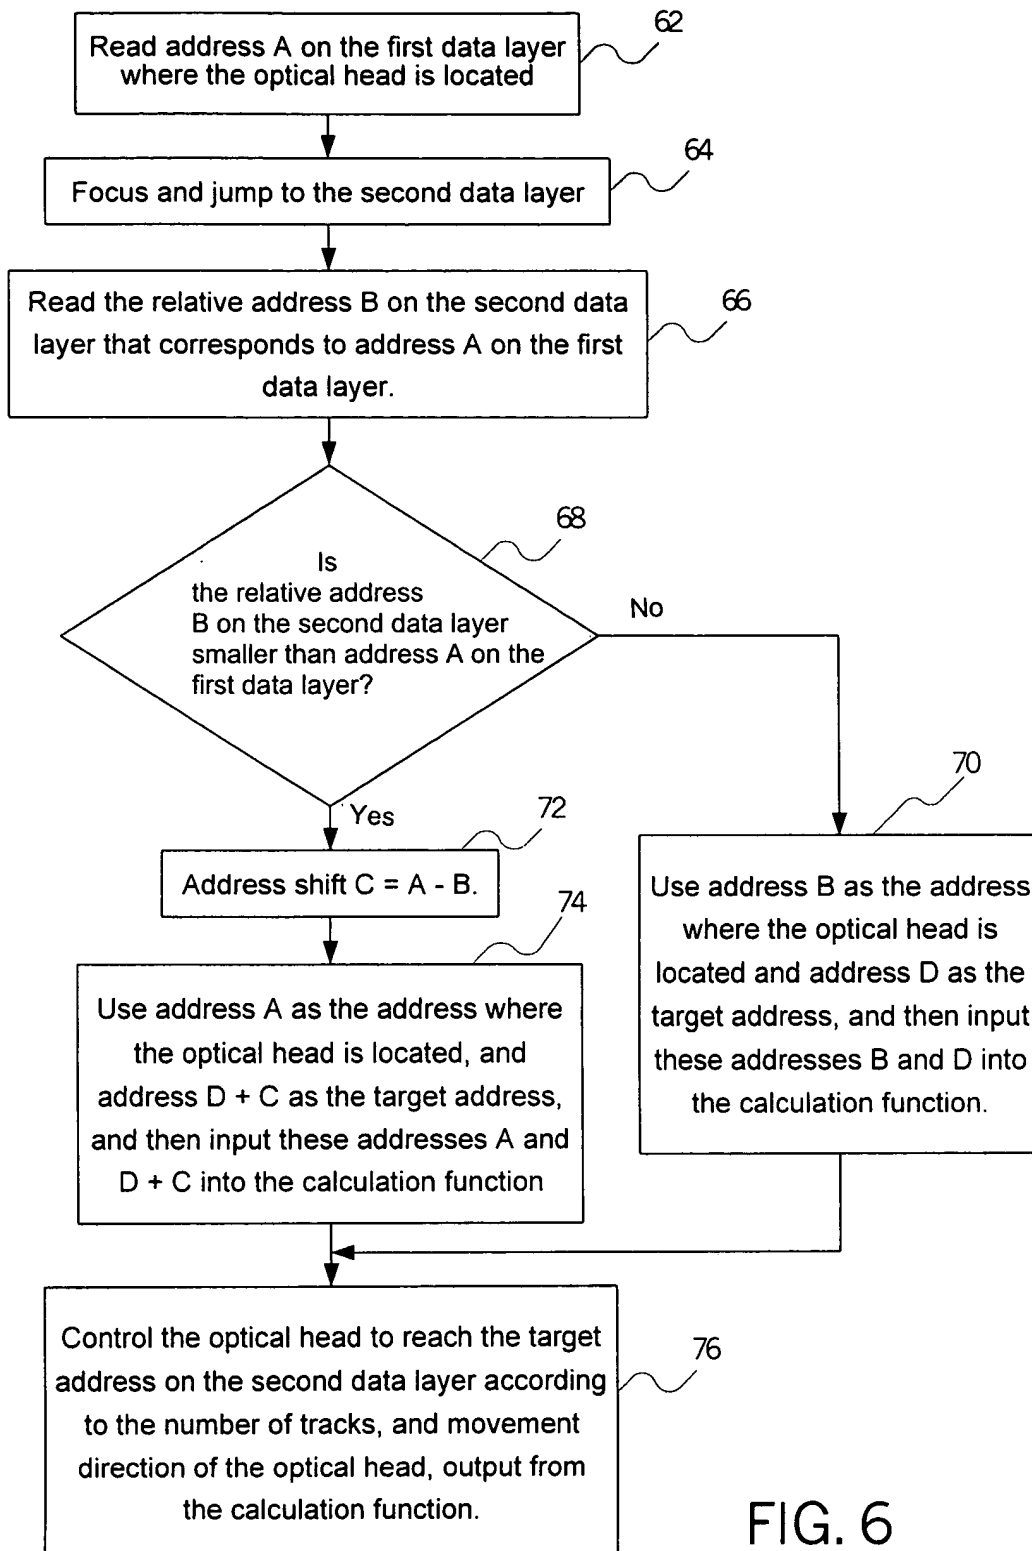 62
Read address A on the first data layer
where the optical head is located
64
Focus and jump to the second data layer
66
Read the relative address B on the second data
layer that corresponds to address A on the first
data layer.
68
Is
the relative address
B on the second data layer
smaller than address A on the
first data layer?
No
Yes
72
Address shift C = A - B.
70
Use address B as the address
where the optical head is
located and address D as the
target address, and then input
these addresses B and D into
the calculation function.
74
Use address A as the address where
the optical head is located, and
address D + C as the target address,
and then input these addresses A and
D + C into the calculation function
76
Control the optical head to reach the target
address on the second data layer according
to the number of tracks, and movement
direction of the optical head, output from
the calculation function.
FIG. 6